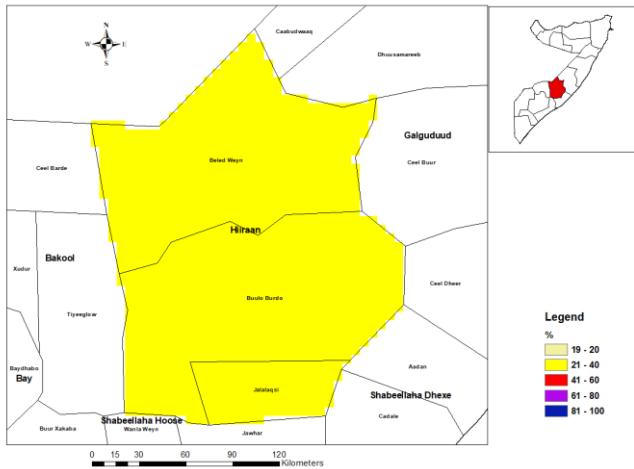 N
W E
S
Caabudwaaq
Dhuusamareeb
Galguduud
Beled Weyn
Ceel Barde
Ceel Buur
Hiiraan
Bakool
Xudur
Ceel Dheer
Buulo Burdo
Tiyeeglow
Baydhabo
Bay
Aadan
Jalalaqsi
Shabeellaha Dhexe
Cadale
Buur Xakaba
Shabeellaha Hoose
Wanla Weyn
Jawhar
0 15 30 60 90 120
Kilometers
Legend
%
19 - 20
21 - 40
41 - 60
61 - 80
81 - 100